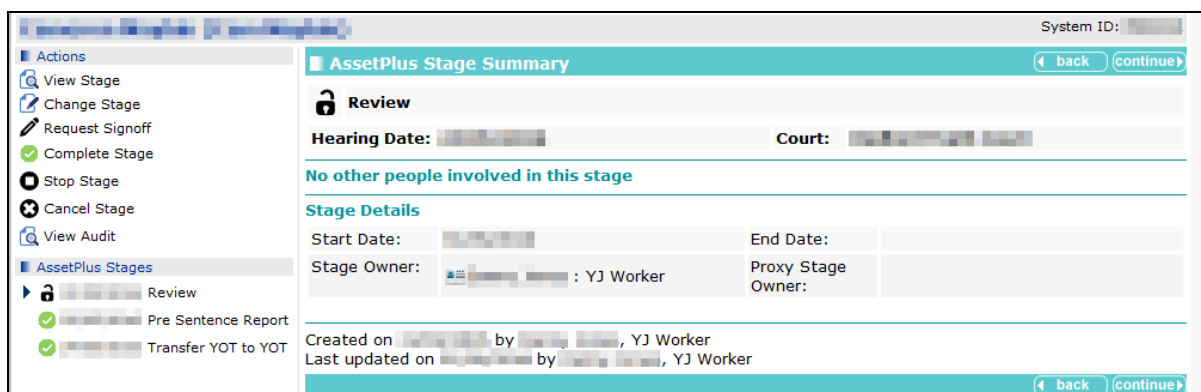 System ID:
Actions
View Stage
Change Stage
Request Signoff
Complete Stage
Stop Stage
Cancel Stage
View Audit
AssetPlus Stages
Review
Pre Sentence Report
Transfer YOT to YOT
AssetPlus Stage Summary back continue
Review
Hearing Date: Court:
No other people involved in this stage
Stage Details
Start Date: End Date:
Stage Owner: : YJ Worker Proxy Stage
Owner:
Created on by , YJ Worker
Last updated on by , YJ Worker
back continue